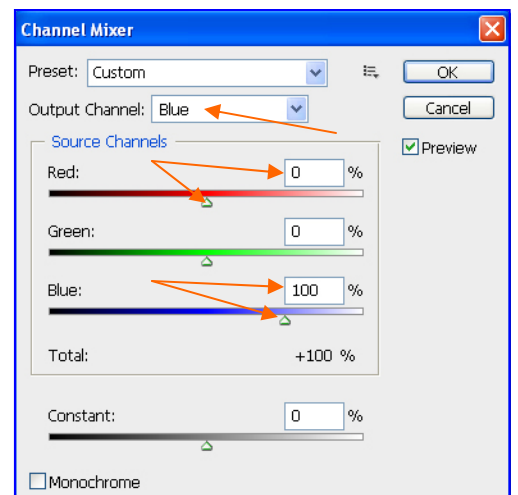 Channel Mixer
Preset: Custom
OK
Output Channel: Blue
Cancel
Source Channels
Preview
Red: 0 %
Green: 0 %
Blue: 100 %
Total: +100 %
Constant: 0 %
Monochrome